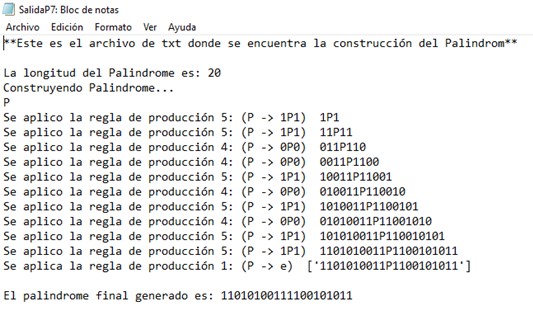 SalidaP7: Bloc de notas
Archivo Edición Formato Ver Ayuda
**Este es el archivo de txt donde se encuentra la construcción del Palindrom**
La longitud del Palindrome es: 20
Construyendo Palindrome...
P
Se aplico la regla de producción 5: (P -> 1P1) 1P1
Se aplico la regla de producción 5: (P -> 1P1) 11P11
Se aplico la regla de producción 4: (P -> 0P0) 011P110
Se aplico la regla de producción 4: (P -> 0P0) 0011P1100
Se aplico la regla de producción 5: (P -> 1P1) 10011P11001
Se aplico la regla de producción 4: (P -> 0P0) 010011P110010
Se aplico la regla de producción 5: (P -> 1P1) 1010011P1100101
Se aplico la regla de producción 4: (P -> 0P0) 01010011P11001010
Se aplico la regla de producción 5: (P -> 1P1) 101010011P110010101
Se aplico la regla de producción 5: (P -> 1P1) 1101010011P1100101011
Se aplica la regla de producción 1: (P -> e) ['1101010011P1100101011']
El palindrome final generado es: 11010100111100101011